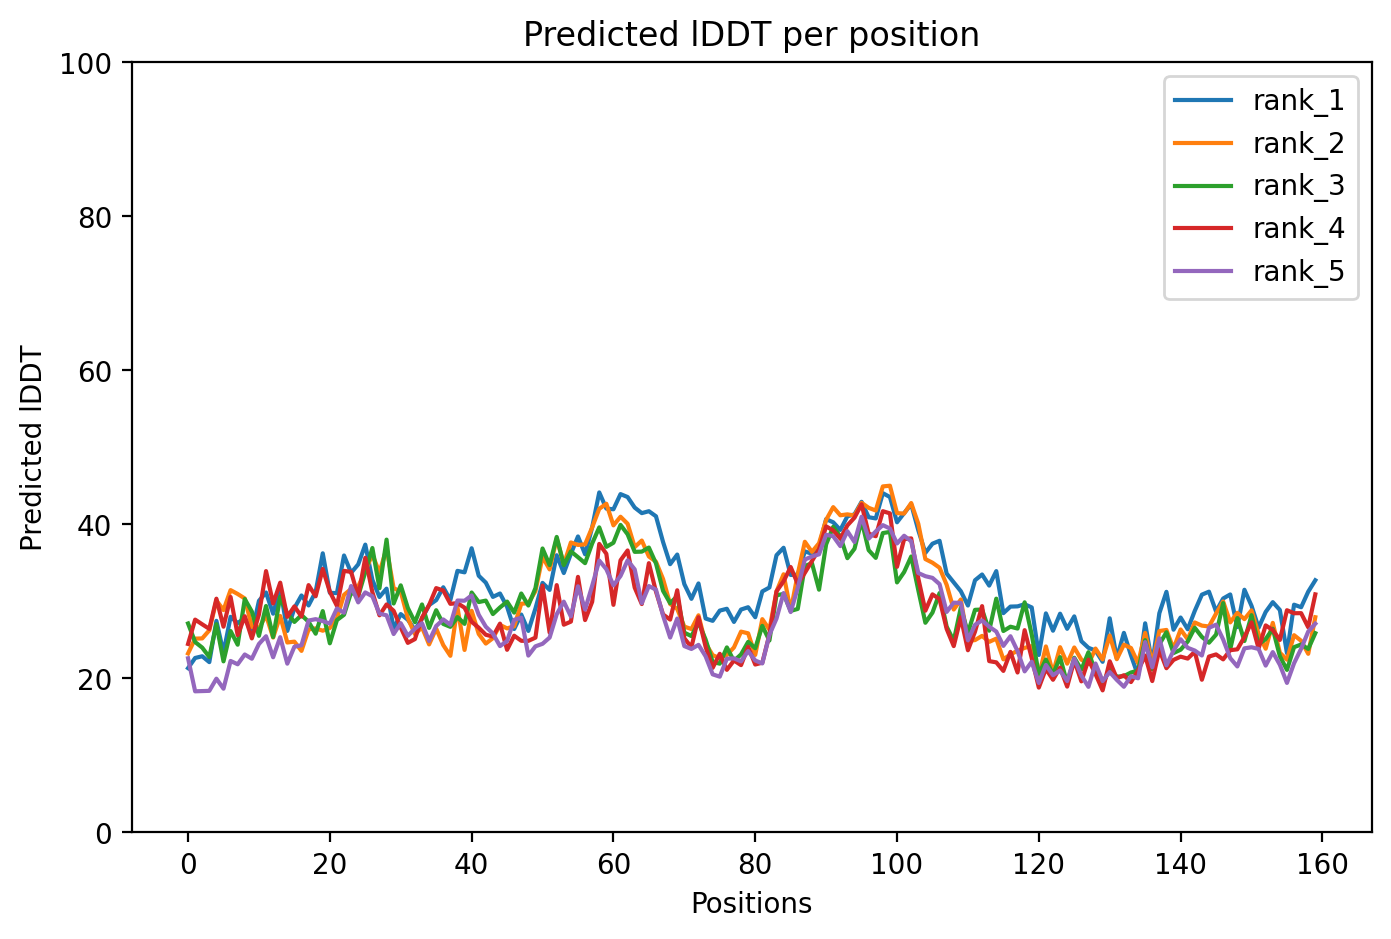 Predicted lDDT per position
100
80
60
40
20
0
Predicted lDDT
rank_1
rank_2
rank_3
rank_4
rank_5
0 20 40 60 80 100 120 140 160
Positions